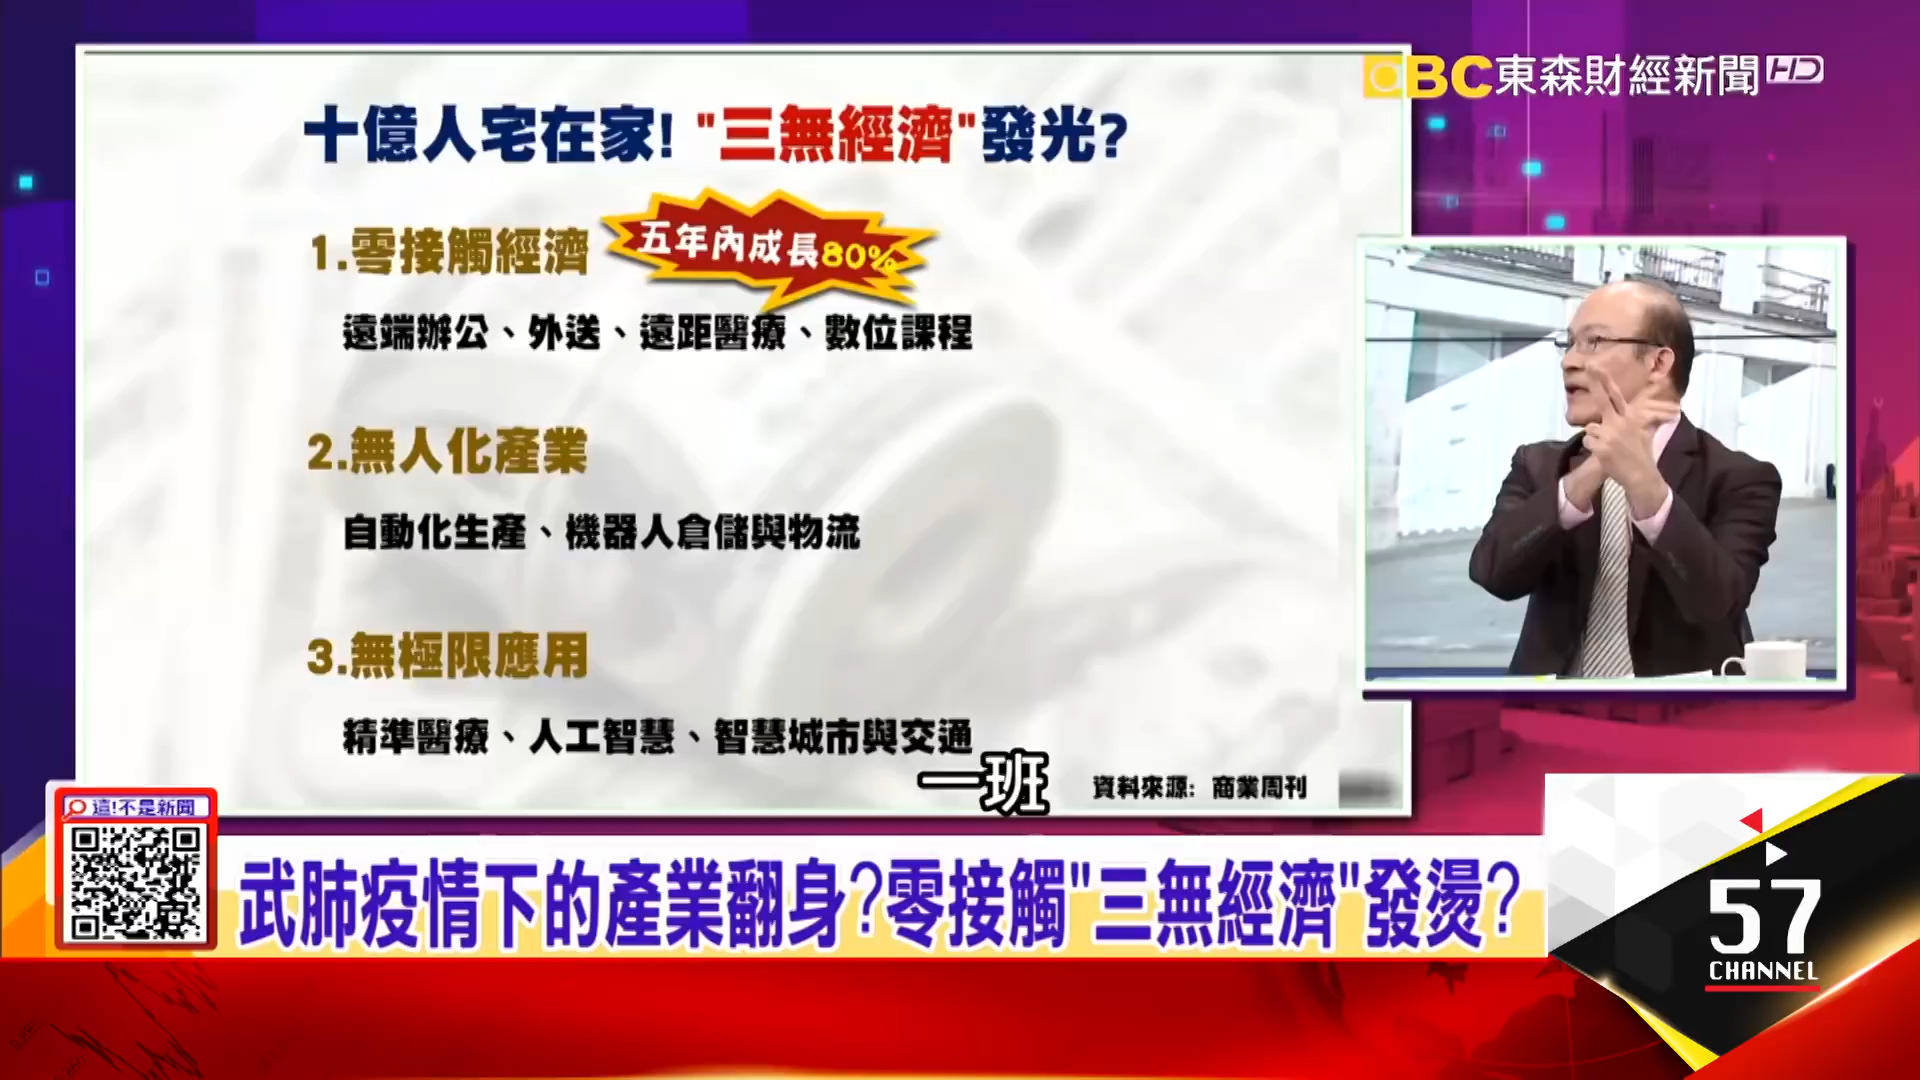 EBC東森財經新聞HD
十億人宅在家! "三無經濟"發光?
1.零接觸經濟
五年內成長80%
遠端辦公、外送、遠距醫療、數位課程
2.無人化產業
自動化生產、機器人倉儲與物流
3.無極限應用
精準醫療、人工智慧、智慧城市與交通
一班
資料來源: 商業周刊
這!不是新聞
武肺疫情下的產業翻身?零接觸"三無經濟"發燙?
57
CHANNEL